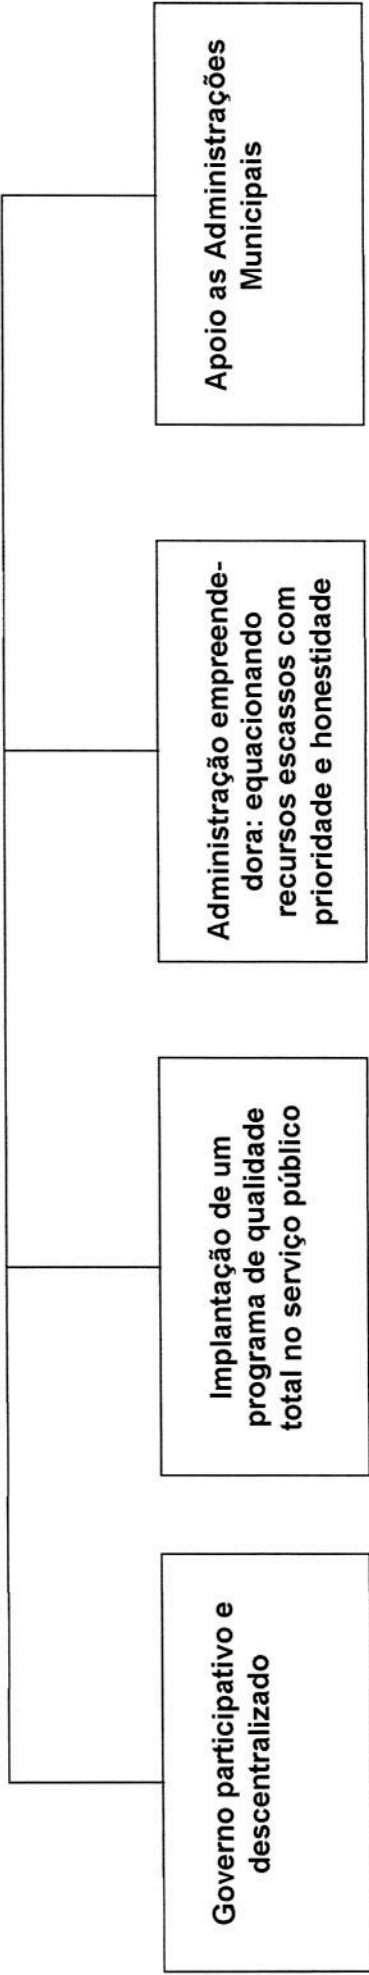 Governo participativo e
descentralizado
Implantação de um
programa de qualidade
total no serviço público
Administração empreende-
dora: equacionando
recursos escassos com
prioridade e honestidade
Apoio as Administrações
Municipais